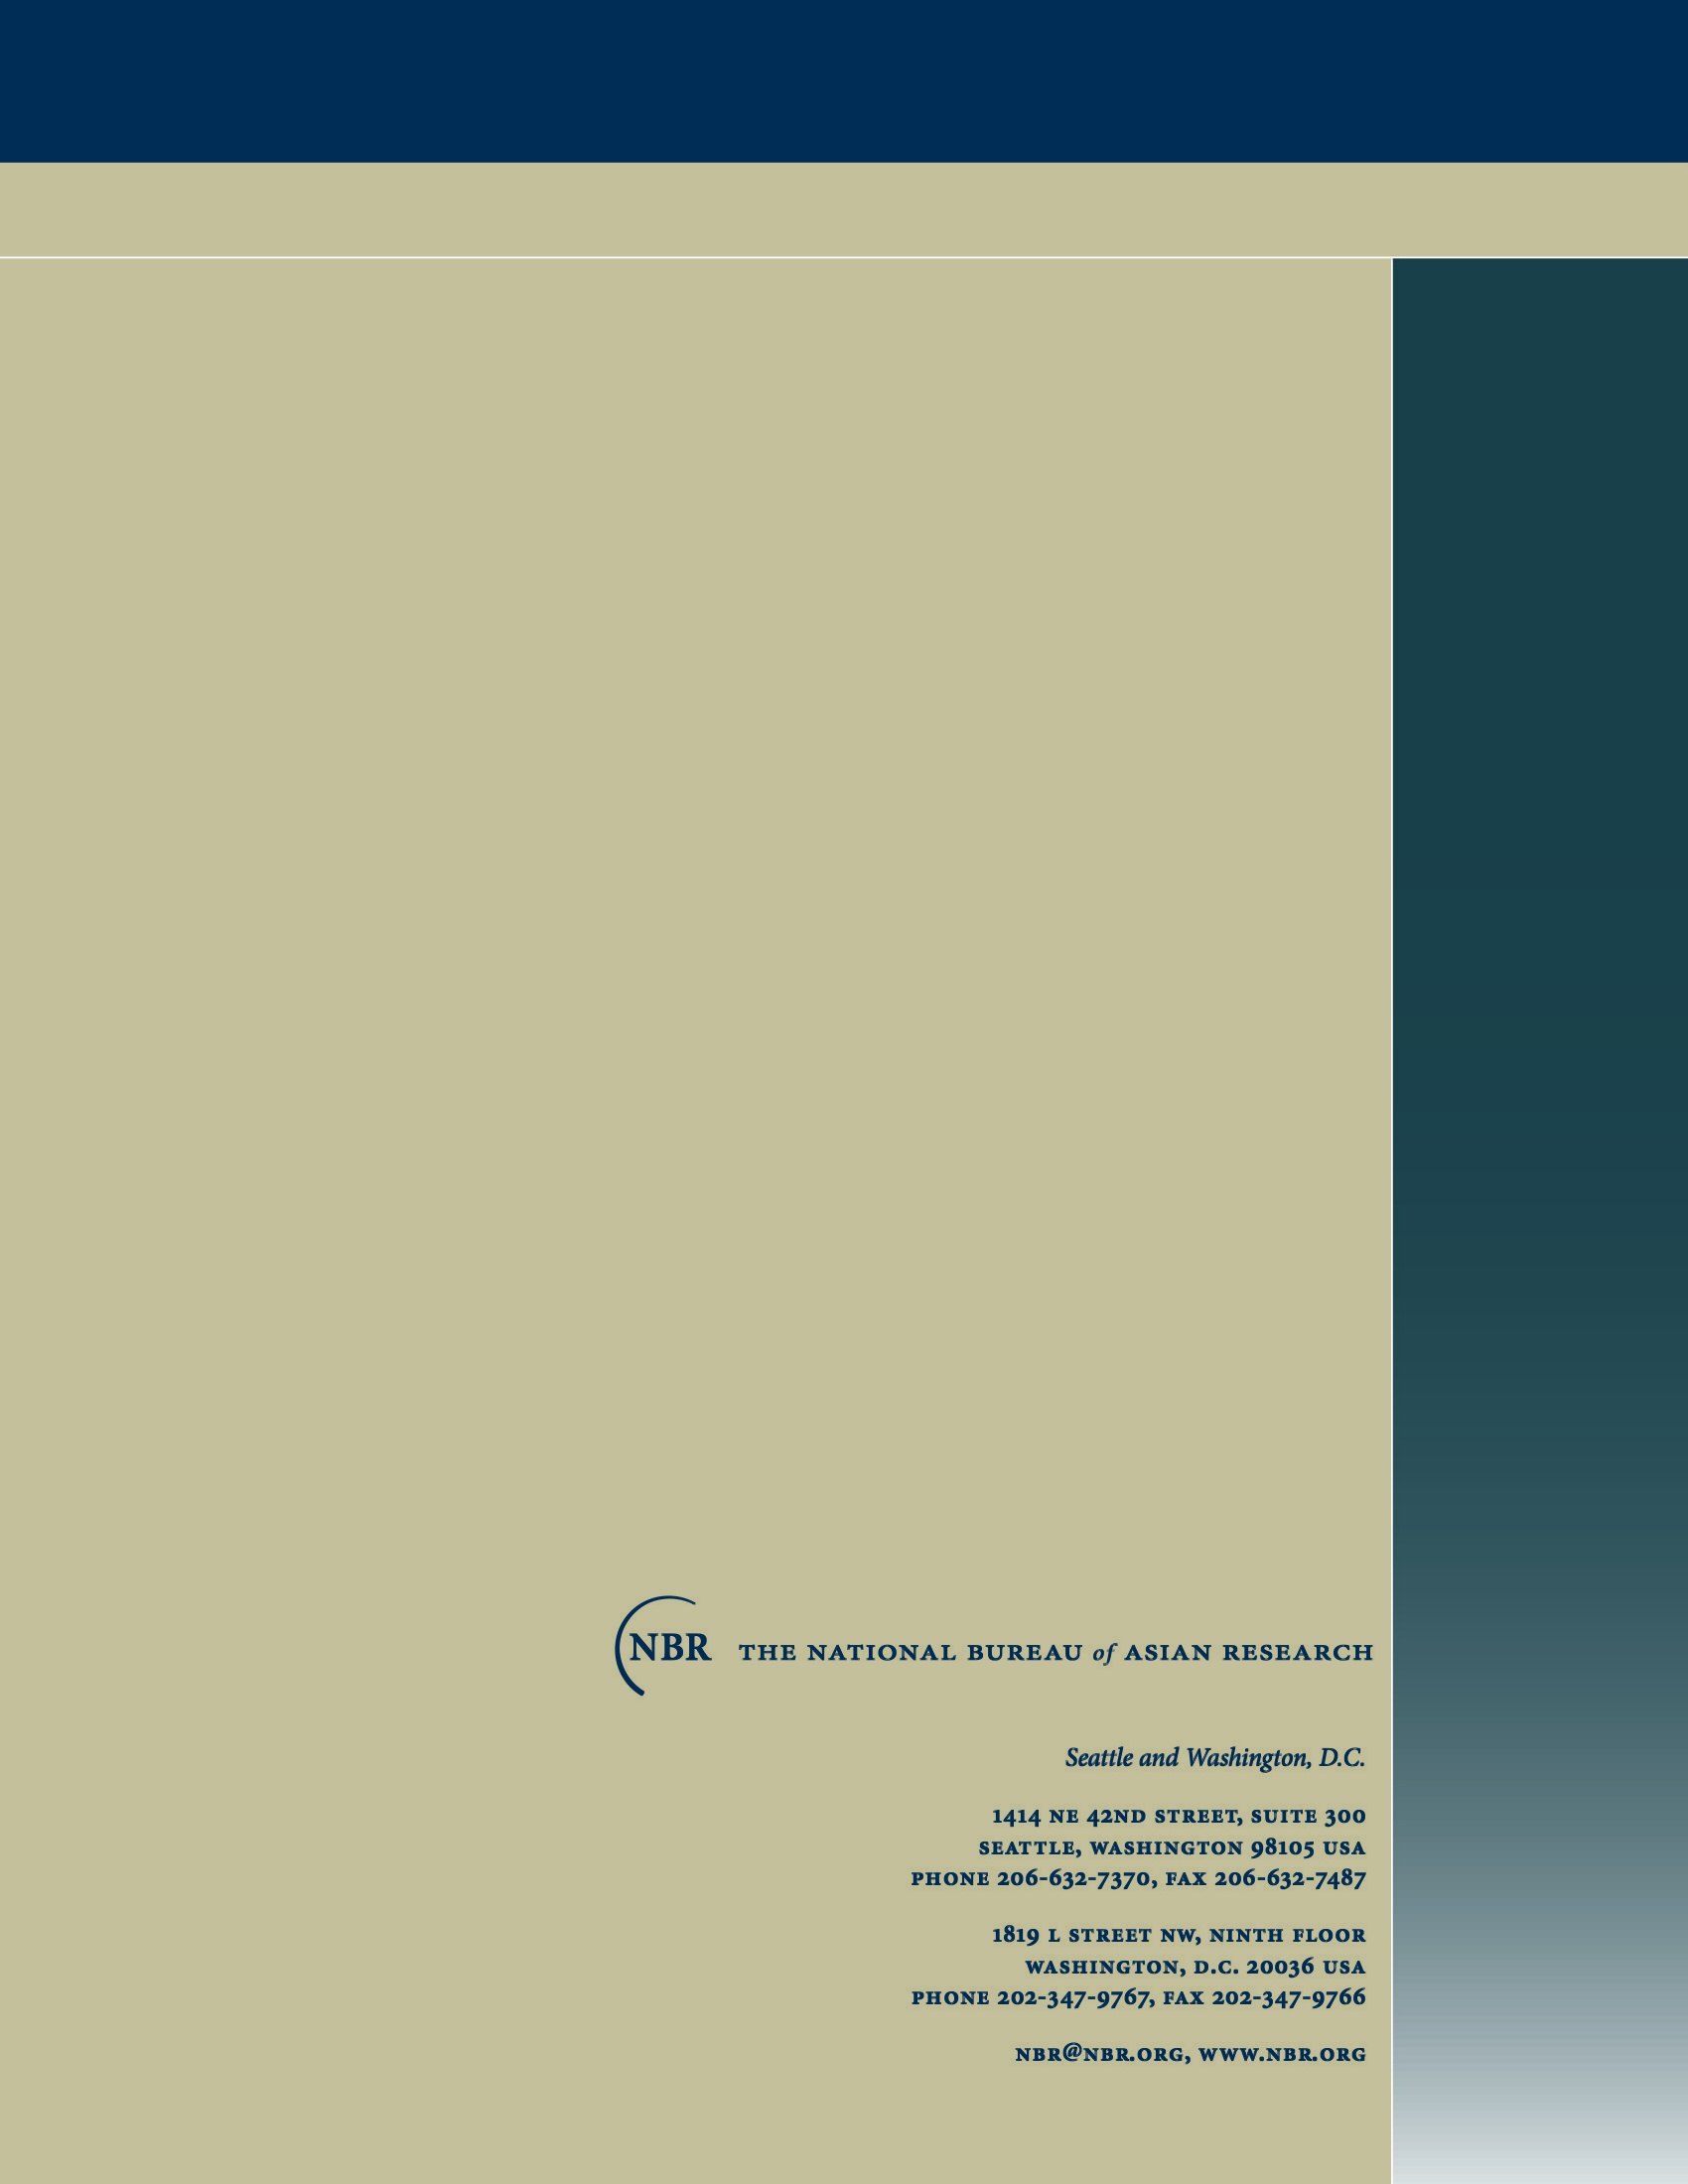 NBR THE NATIONAL BUREAU of ASIAN RESEARCH
Seattle and Washington, D.C.
1414 NE 42ND STREET, SUITE 300
SEATTLE, WASHINGTON 98105 USA
PHONE 206-632-7370, FAX 206-632-7487
1819 L STREET NW, NINTH FLOOR
WASHINGTON, D.C. 20036 USA
PHONE 202-347-9767, FAX 202-347-9766
NBR@NBR.ORG, WWW.NBR.ORG